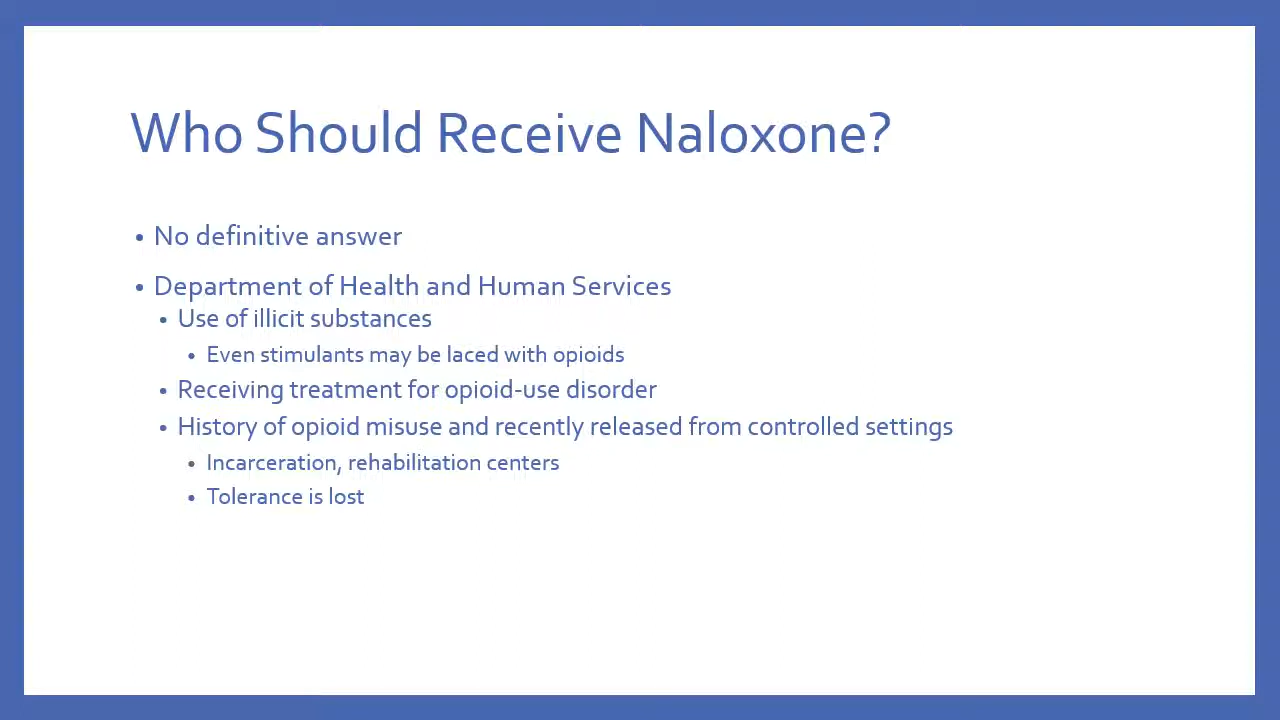 Who Should Receive Naloxone?
• No definitive answer
• Department of Health and Human Services
• Use of illicit substances
• Even stimulants may be laced with opioids
• Receiving treatment for opioid-use disorder
• History of opioid misuse and recently released from controlled settings
• Incarceration, rehabilitation centers
• Tolerance is lost